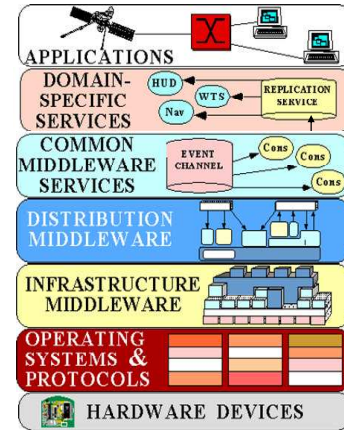 APPLICATIONS
DOMAIN-
SPECIFIC
SERVICES
HUD
WTS
Nav
REPLICATION
SERVICE
COMMON
MIDDLEWARE
SERVICES
EVENT
CHANNEL
Cons
Cons
Cons
DISTRIBUTION
MIDDLEWARE
INFRASTRUCTURE
MIDDLEWARE
OPERATING
SYSTEMS &
PROTOCOLS
HARDWARE DEVICES